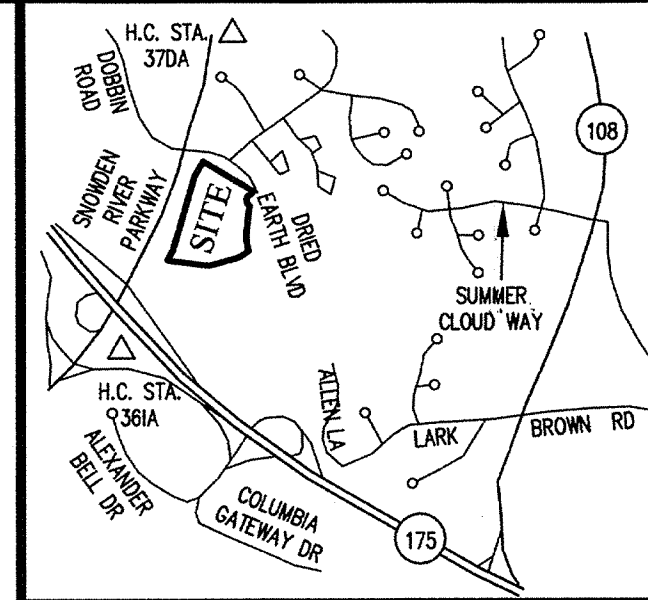 H.C. STA.
37DA
DOBBIN
ROAD
108
SNOWDEN
RIVER
PARKWAY
SITE
DRIED
EARTH BLVD
SUMMER
CLOUD WAY
H.C. STA.
361A
ALLEN LA
LARK BROWN RD
ALEXANDER
BELL DR
COLUMBIA
GATEWAY DR
175